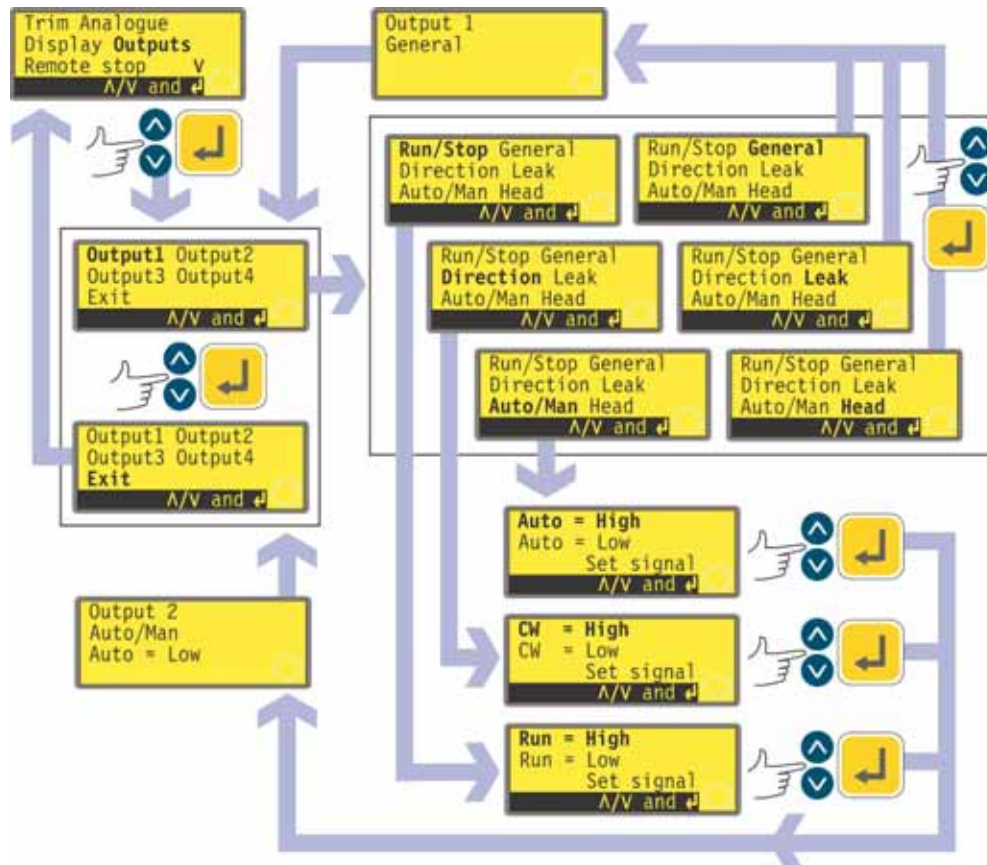 Trim Analogue
Display Outputs
Remote stop V
Λ/V and ↵
Output 1
General
Run/Stop General
Direction Leak
Auto/Man Head
Λ/V and ↵
Run/Stop General
Direction Leak
Auto/Man Head
Λ/V and ↵
Output1 Output2
Output3 Output4
Exit
Λ/V and ↵
Run/Stop General
Direction Leak
Auto/Man Head
Λ/V and ↵
Run/Stop General
Direction Leak
Auto/Man Head
Λ/V and ↵
Run/Stop General
Direction Leak
Auto/Man Head
Λ/V and ↵
Run/Stop General
Direction Leak
Auto/Man Head
Λ/V and ↵
Output1 Output2
Output3 Output4
Exit
Λ/V and ↵
Auto = High
Auto = Low
Set signal
Λ/V and ↵
Output 2
Auto/Man
Auto = Low
CW = High
CW = Low
Set signal
Λ/V and ↵
Run = High
Run = Low
Set signal
Λ/V and ↵